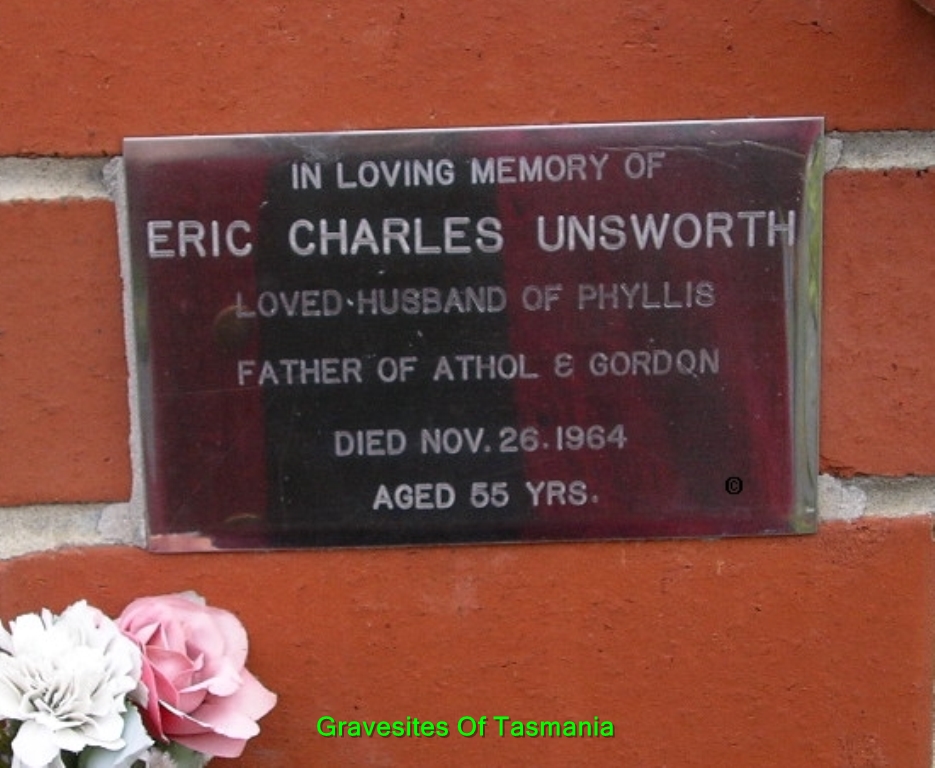 IN LOVING MEMORY OF
ERIC CHARLES UNSWORTH
LOVED HUSBAND OF PHYLLIS
FATHER OF ATHOL & GORDON
DIED NOV. 26. 1964
AGED 55 YRS.
©
Gravesites Of Tasmania